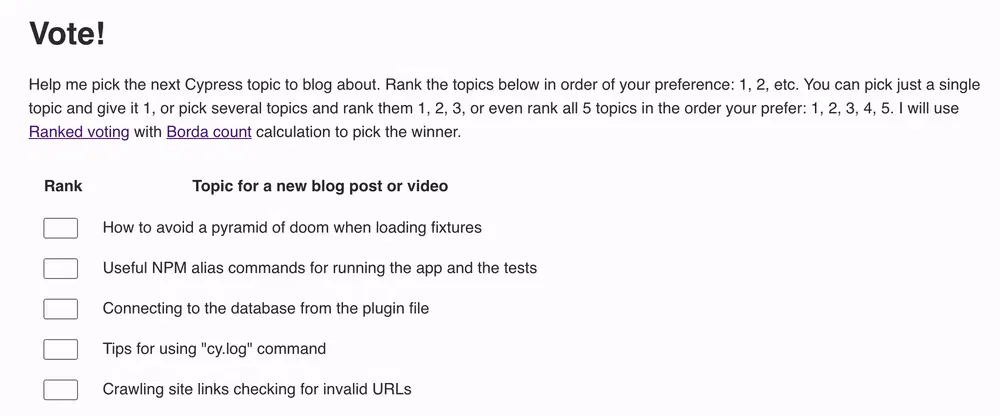 Vote!
Help me pick the next Cypress topic to blog about. Rank the topics below in order of your preference: 1, 2, etc. You can pick just a single
topic and give it 1, or pick several topics and rank them 1, 2, 3, or even rank all 5 topics in the order your prefer: 1, 2, 3, 4, 5. I will use
Ranked voting with Borda count calculation to pick the winner.
Rank Topic for a new blog post or video
How to avoid a pyramid of doom when loading fixtures
Useful NPM alias commands for running the app and the tests
Connecting to the database from the plugin file
Tips for using "cy.log" command
Crawling site links checking for invalid URLs